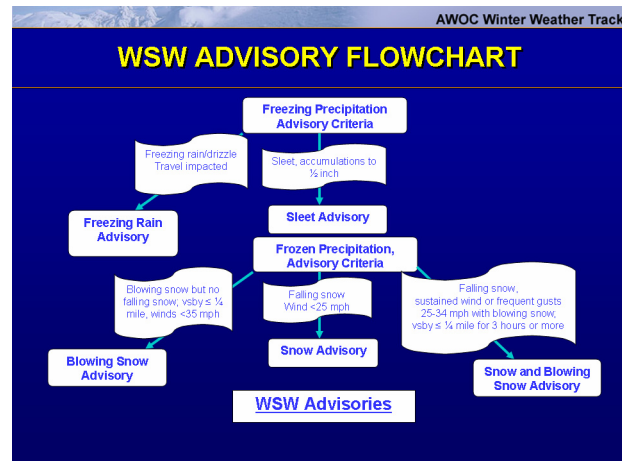 AWOC Winter Weather Track
WSW ADVISORY FLOWCHART
Freezing Precipitation
Advisory Criteria
Freezing rain/drizzle
Travel impacted
Sleet, accumulations to
½ inch
Freezing Rain
Advisory
Sleet Advisory
Frozen Precipitation,
Advisory Criteria
Blowing snow but no
falling snow; vsby ≤ ¼
mile, winds <35 mph
Falling snow
Wind <25 mph
Falling snow,
sustained wind or frequent gusts
25-34 mph with blowing snow;
vsby ≤ ¼ mile for 3 hours or more
Blowing Snow
Advisory
Snow Advisory
Snow and Blowing
Snow Advisory
WSW Advisories